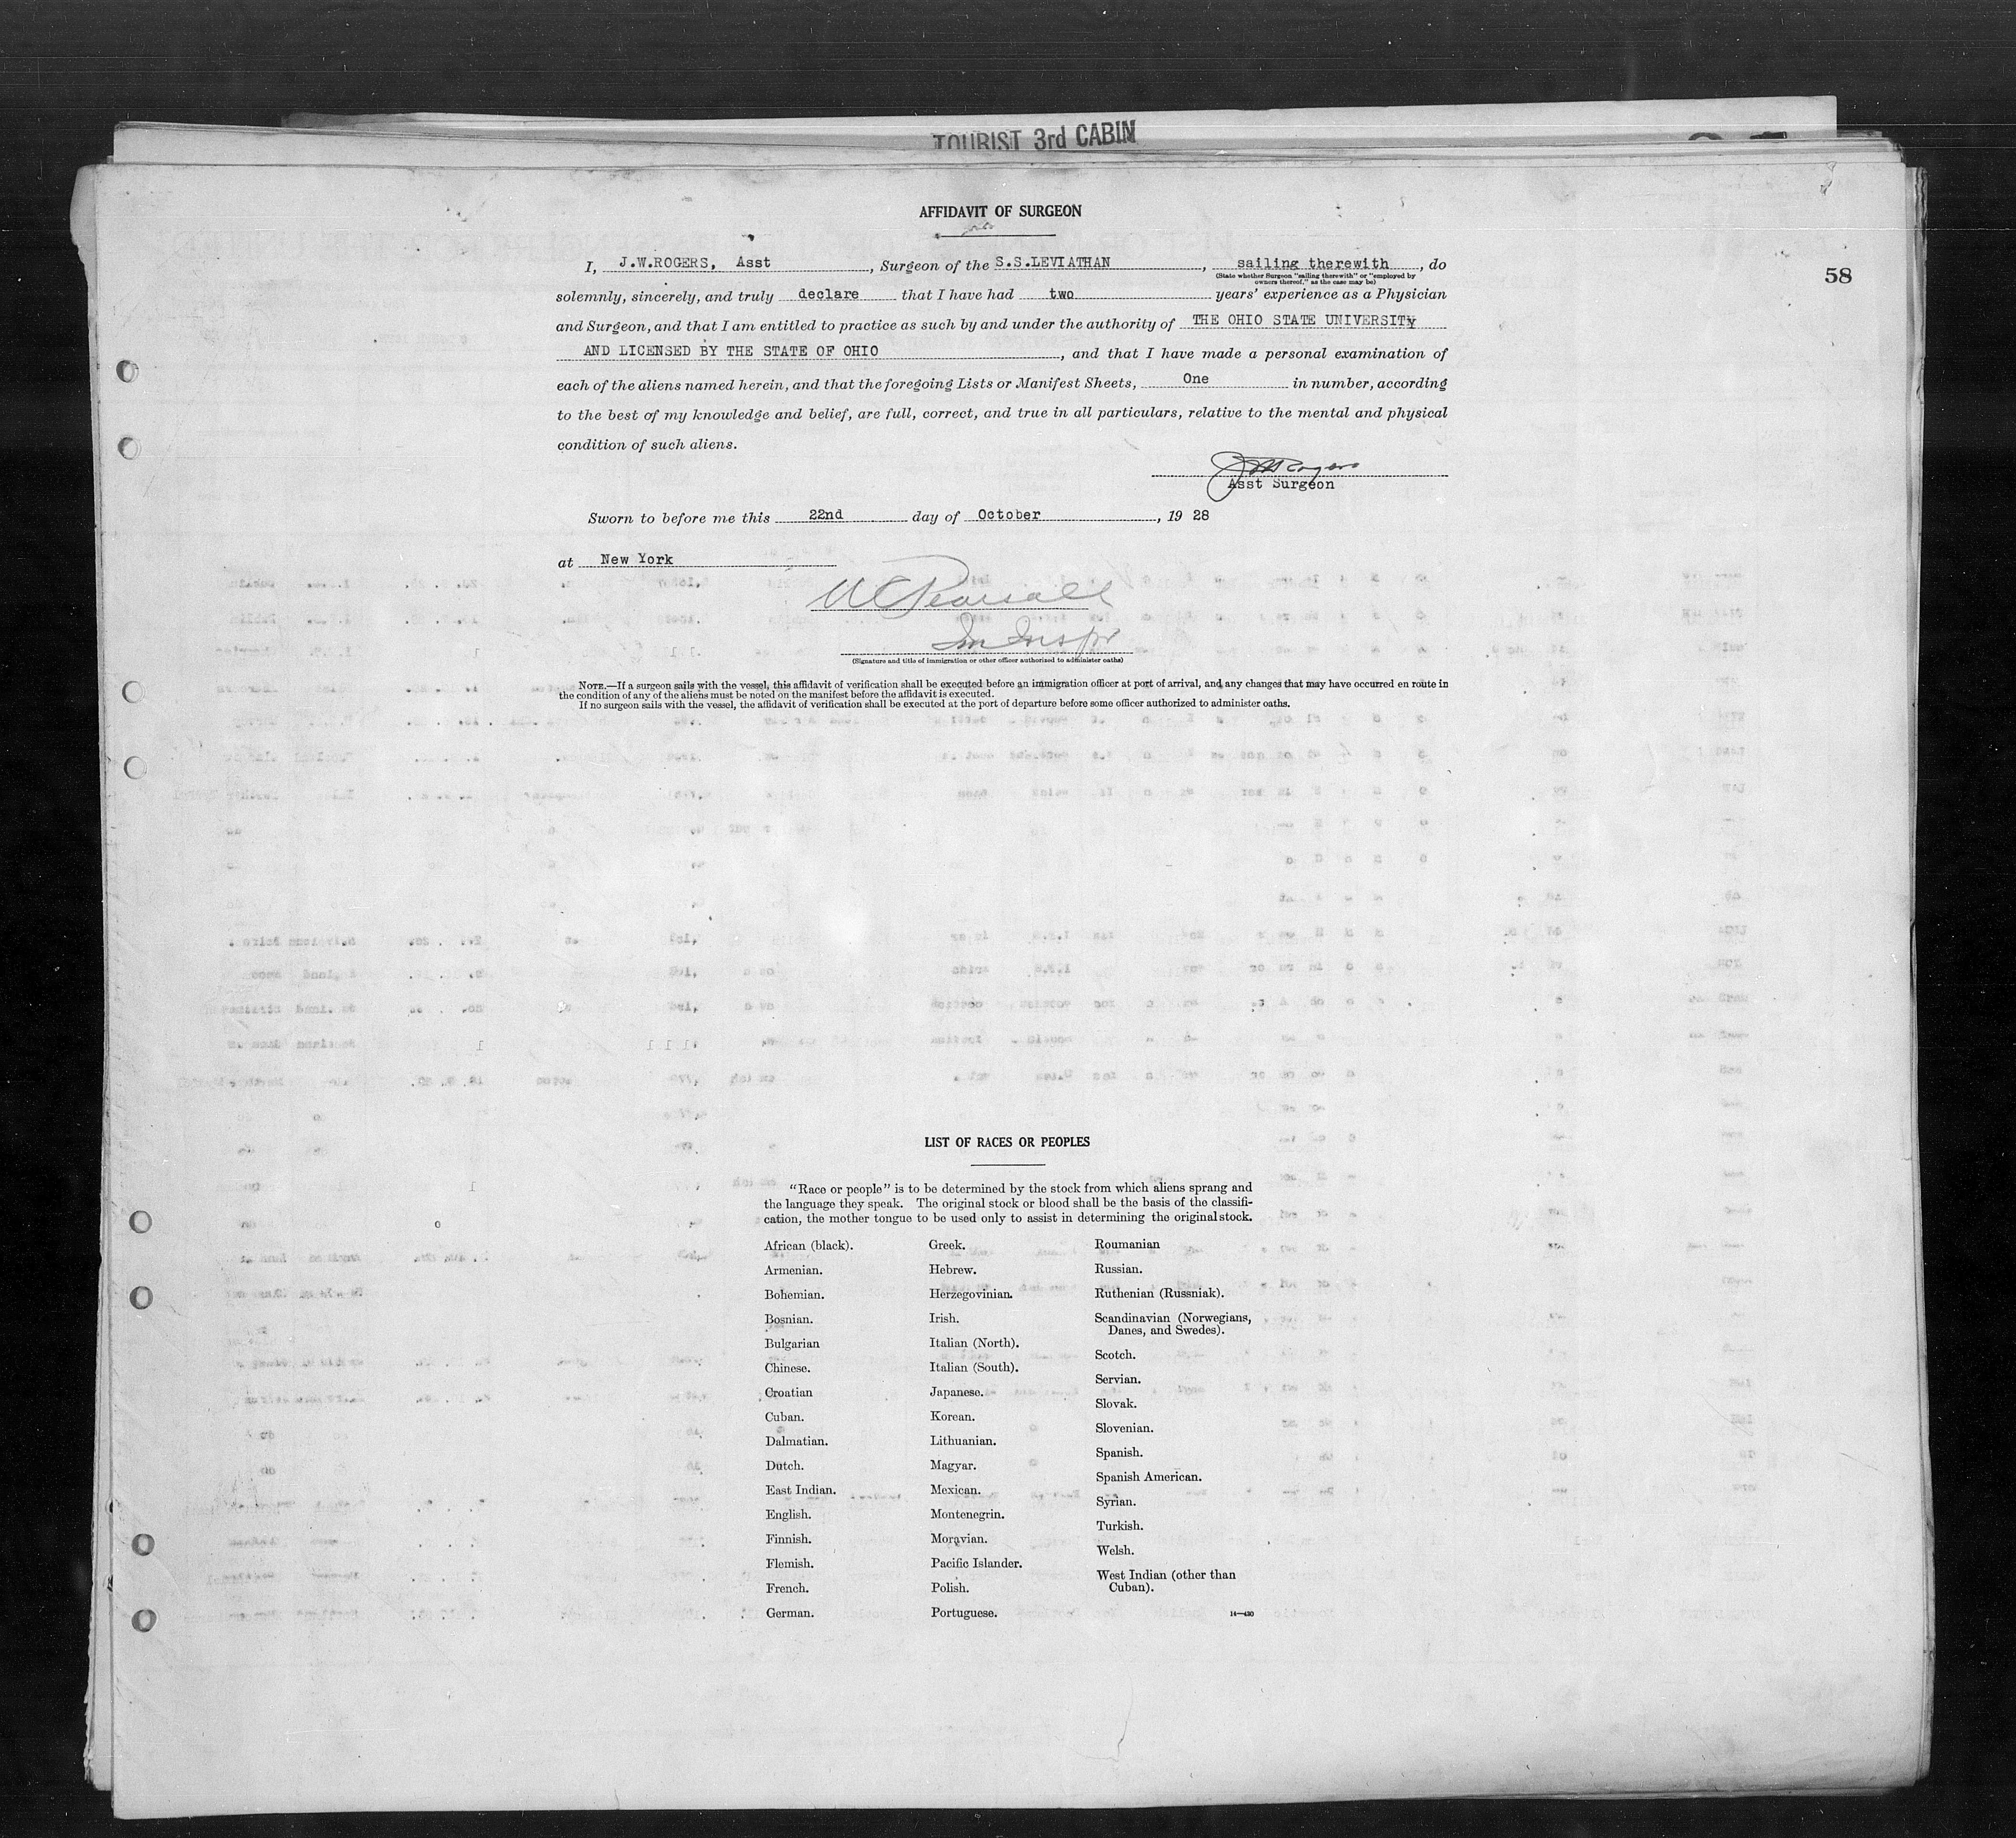 TOURIST 3rd CABIN
AFFIDAVIT OF SURGEON
58
I, J.W.ROGERS, Asst, Surgeon of the S.S.LEVIATHAN, sailing therewith, do
(State whether Surgeon "sailing therewith" or "employed by
owners thereof," as the case may be)
solemnly, sincerely, and truly declare that I have had two years' experience as a Physician
and Surgeon, and that I am entitled to practice as such by and under the authority of THE OHIO STATE UNIVERSITY
AND LICENSED BY THE STATE OF OHIO, and that I have made a personal examination of
each of the aliens named herein, and that the foregoing Lists or Manifest Sheets, One in number, according
to the best of my knowledge and belief, are full, correct, and true in all particulars, relative to the mental and physical
condition of such aliens.
JW Rogers
Asst Surgeon
Sworn to before me this 22nd day of October, 19 28
at New York
W C Pearsall
Im Inspr
(Signature and title of immigration or other officer authorized to administer oaths)
NOTE.—If a surgeon sails with the vessel, this affidavit of verification shall be executed before an immigration officer at port of arrival, and any changes that may have occurred en route in
the condition of any of the aliens must be noted on the manifest before the affidavit is executed.
If no surgeon sails with the vessel, the affidavit of verification shall be executed at the port of departure before some officer authorized to administer oaths.
LIST OF RACES OR PEOPLES
"Race or people" is to be determined by the stock from which aliens sprang and
the language they speak. The original stock or blood shall be the basis of the classifi-
cation, the mother tongue to be used only to assist in determining the original stock.
African (black).
Armenian.
Bohemian.
Bosnian.
Bulgarian
Chinese.
Croatian
Cuban.
Dalmatian.
Dutch.
East Indian.
English.
Finnish.
Flemish.
French.
German.
Greek.
Hebrew.
Herzegovinian.
Irish.
Italian (North).
Italian (South).
Japanese.
Korean.
Lithuanian.
Magyar.
Mexican.
Montenegrin.
Moravian.
Pacific Islander.
Polish.
Portuguese.
Roumanian
Russian.
Ruthenian (Russniak).
Scandinavian (Norwegians,
Danes, and Swedes).
Scotch.
Servian.
Slovak.
Slovenian.
Spanish.
Spanish American.
Syrian.
Turkish.
Welsh.
West Indian (other than
Cuban).
14—430